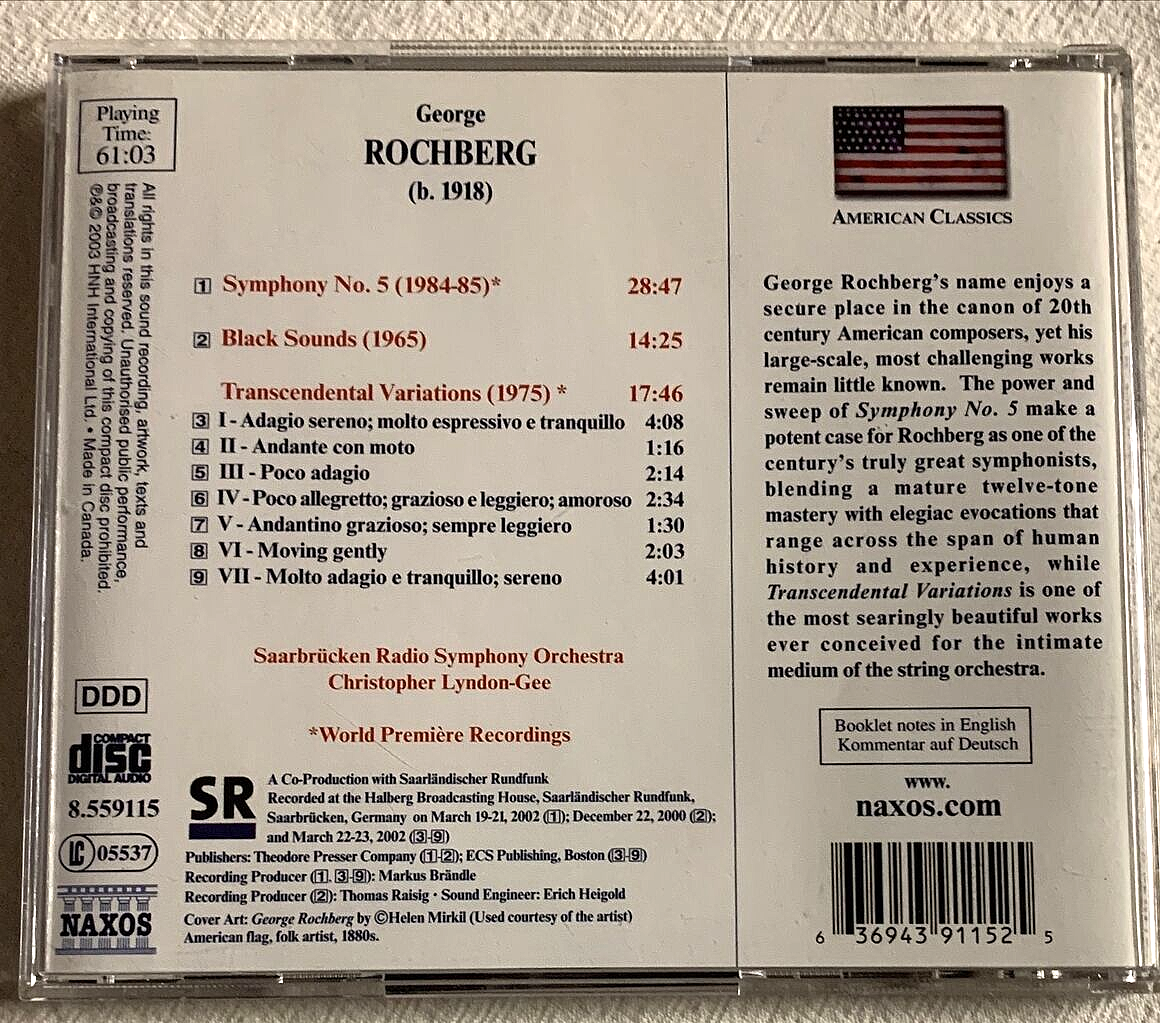 Playing
Time:
61:03
All rights in this sound recording, artwork, texts and
translations reserved. Unauthorised public performance,
broadcasting and copying of this compact disc prohibited.
℗&© 2003 HNH International Ltd. • Made in Canada.
DDD
COMPACT
disc
DIGITAL AUDIO
8.559115
LC 05537
NAXOS
George
ROCHBERG
(b. 1918)
1 Symphony No. 5 (1984-85)* 28:47
2 Black Sounds (1965) 14:25
Transcendental Variations (1975) * 17:46
3 I - Adagio sereno; molto espressivo e tranquillo 4:08
4 II - Andante con moto 1:16
5 III - Poco adagio 2:14
6 IV - Poco allegretto; grazioso e leggiero; amoroso 2:34
7 V - Andantino grazioso; sempre leggiero 1:30
8 VI - Moving gently 2:03
9 VII - Molto adagio e tranquillo; sereno 4:01
Saarbrücken Radio Symphony Orchestra
Christopher Lyndon-Gee
*World Première Recordings
SR
A Co-Production with Saarländischer Rundfunk
Recorded at the Halberg Broadcasting House, Saarländischer Rundfunk,
Saarbrücken, Germany on March 19-21, 2002 (1); December 22, 2000 (2);
and March 22-23, 2002 (3-9)
Publishers: Theodore Presser Company (1-2); ECS Publishing, Boston (3-9)
Recording Producer (1, 3-9): Markus Brändle
Recording Producer (2): Thomas Raisig • Sound Engineer: Erich Heigold
Cover Art: George Rochberg by ©Helen Mirkil (Used courtesy of the artist)
American flag, folk artist, 1880s.
AMERICAN CLASSICS
George Rochberg's name enjoys a
secure place in the canon of 20th
century American composers, yet his
large-scale, most challenging works
remain little known. The power and
sweep of Symphony No. 5 make a
potent case for Rochberg as one of the
century's truly great symphonists,
blending a mature twelve-tone
mastery with elegiac evocations that
range across the span of human
history and experience, while
Transcendental Variations is one of
the most searingly beautiful works
ever conceived for the intimate
medium of the string orchestra.
Booklet notes in English
Kommentar auf Deutsch
www.
naxos.com
6 36943 91152 5